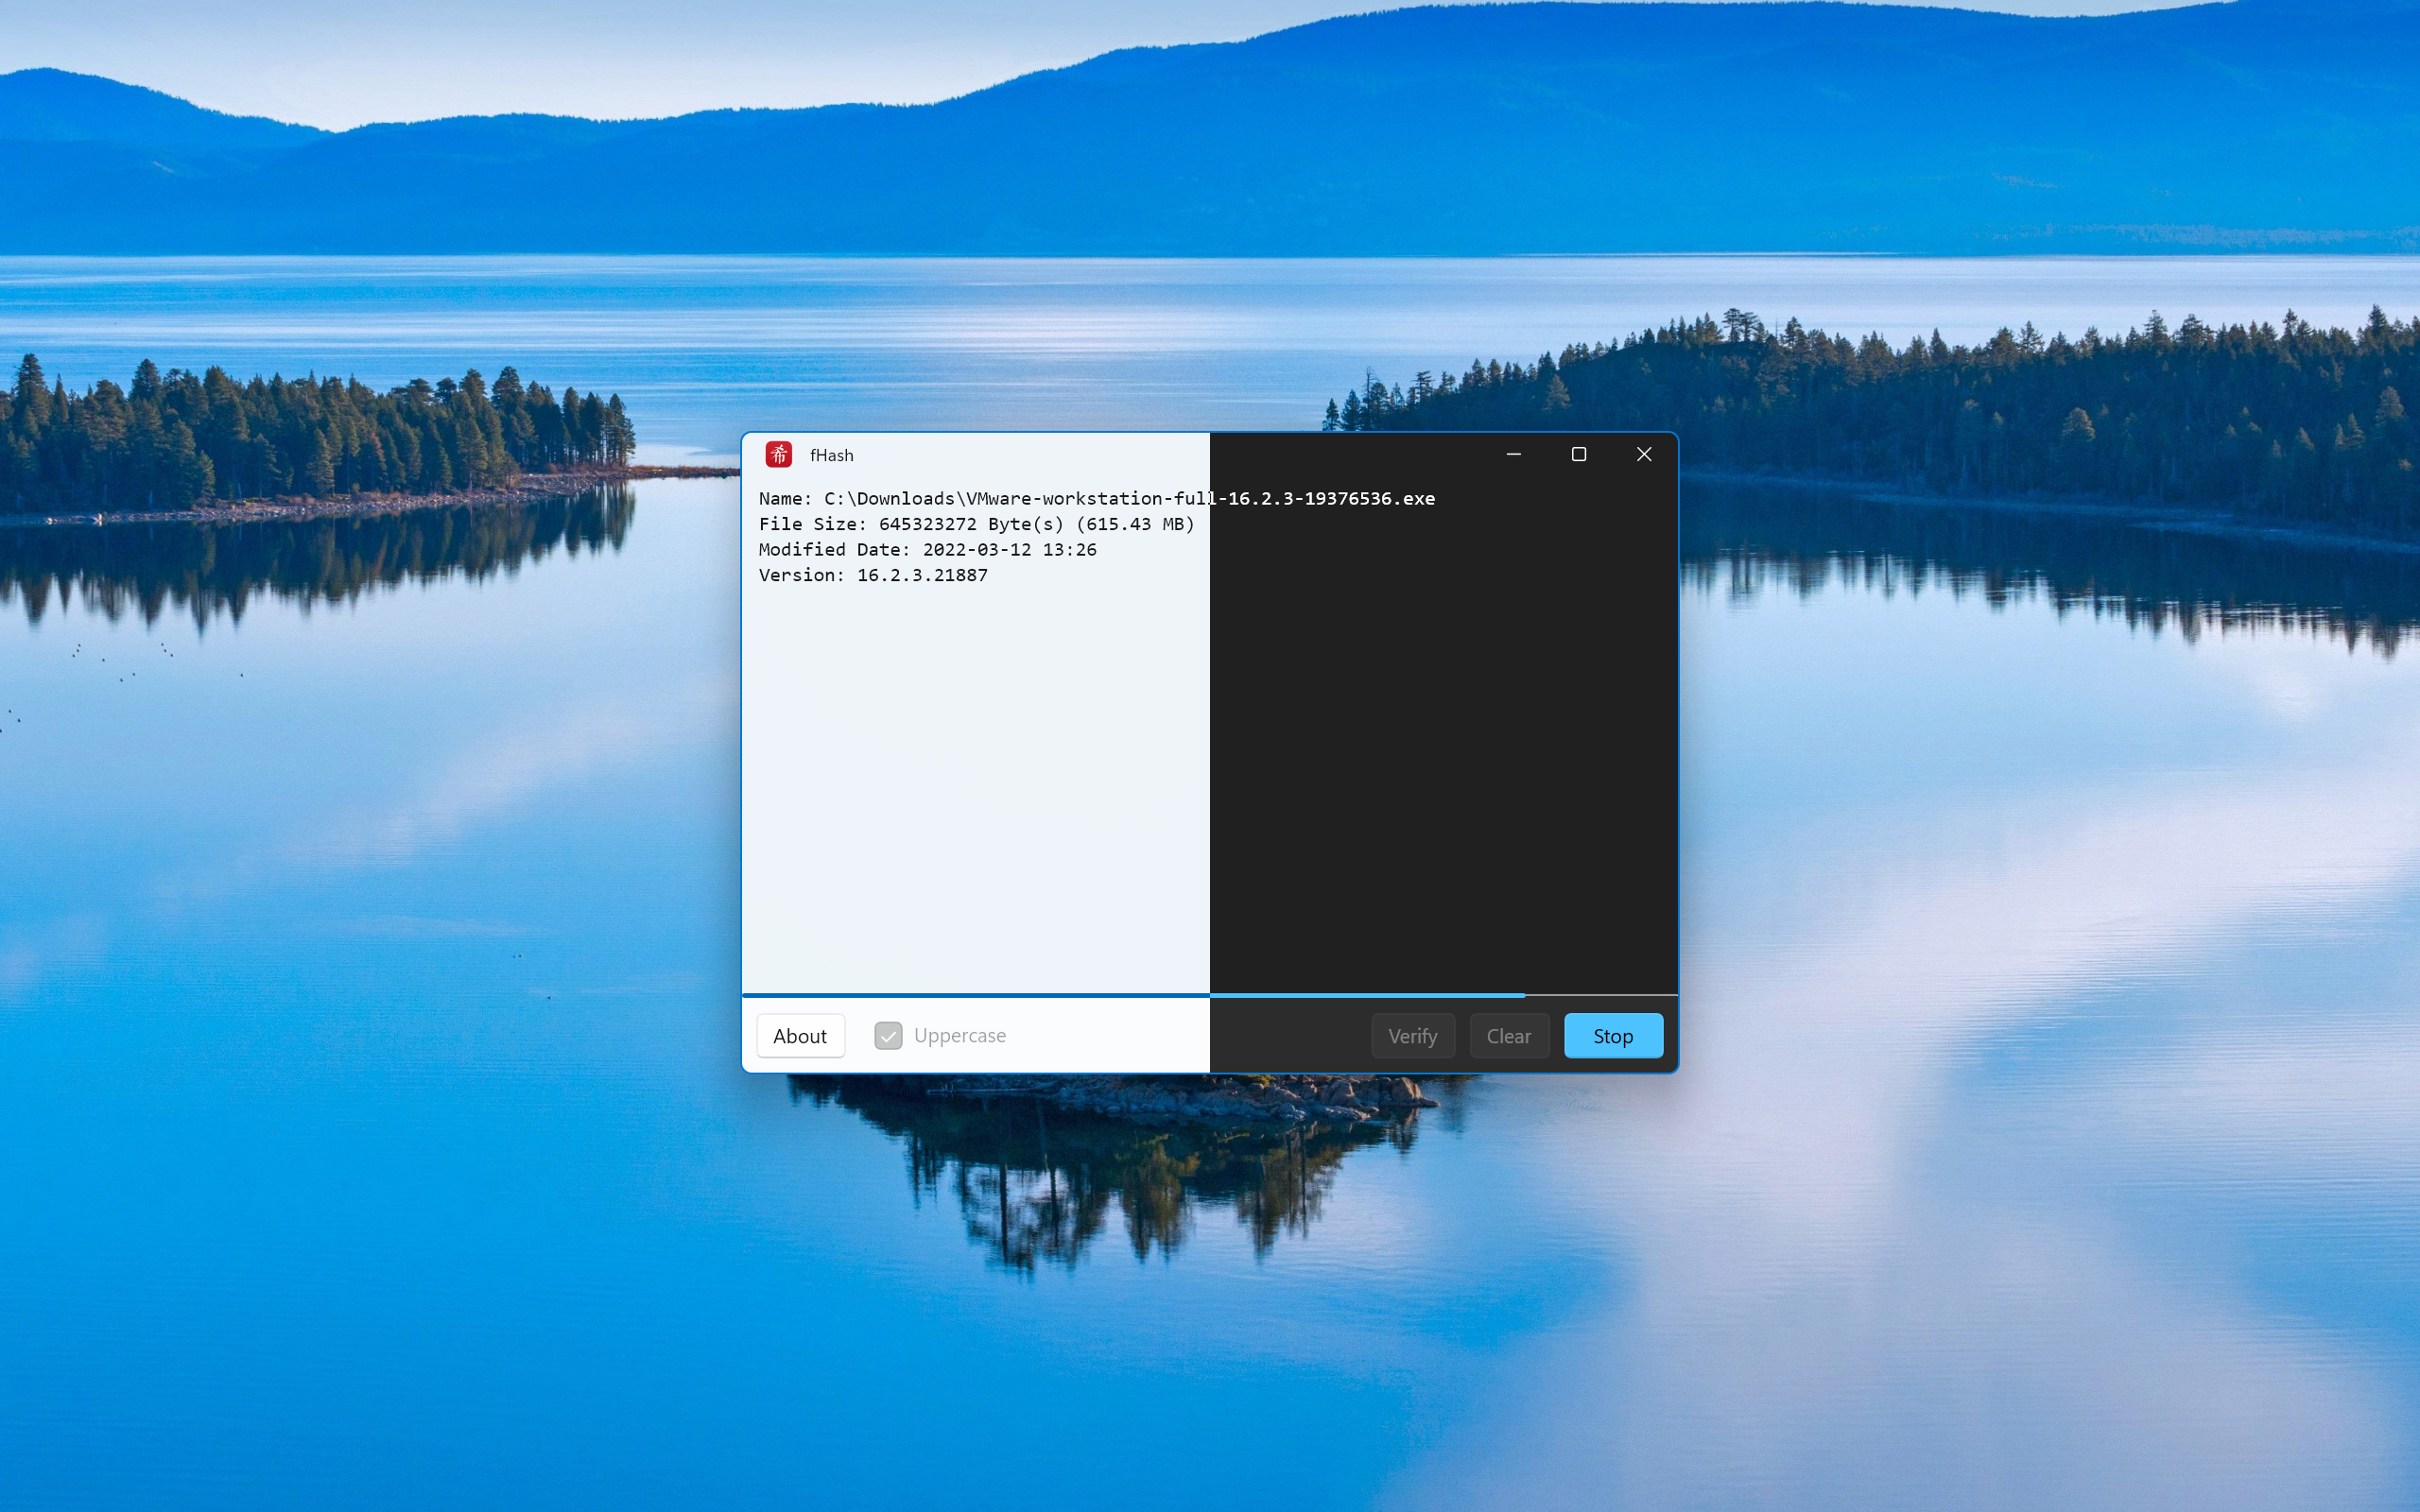 希 fHash
Name: C:\Downloads\VMware-workstation-full-16.2.3-19376536.exe
File Size: 645323272 Byte(s) (615.43 MB)
Modified Date: 2022-03-12 13:26
Version: 16.2.3.21887
About Uppercase Verify Clear Stop